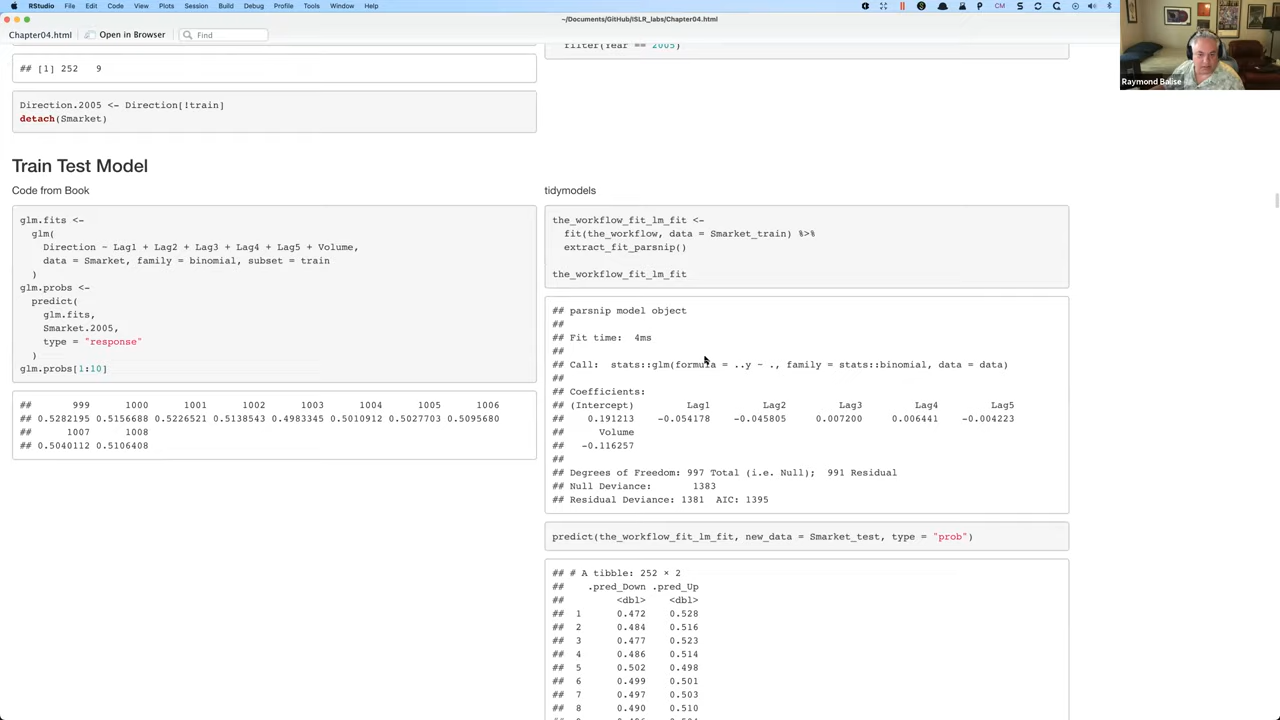 RStudio File Edit Code View Plots Session Build Debug Profile Tools Window Help
~/Documents/GitHub/ISLR_labs/Chapter04.html
Chapter04.html Open in Browser Find
Raymond Balise
## [1] 252   9
filter(Year == 2005)
Direction.2005 <- Direction[!train]
detach(Smarket)
Train Test Model
Code from Book
glm.fits <-
glm(
Direction ~ Lag1 + Lag2 + Lag3 + Lag4 + Lag5 + Volume,
data = Smarket, family = binomial, subset = train
)
glm.probs <-
predict(
glm.fits,
Smarket.2005,
type = "response"
)
glm.probs[1:10]
## 999 1000 1001 1002 1003 1004 1005 1006
## 0.5282195 0.5156688 0.5226521 0.5138543 0.4983345 0.5010912 0.5027703 0.5095680
## 1007 1008
## 0.5040112 0.5106408
tidymodels
the_workflow_fit_lm_fit <-
fit(the_workflow, data = Smarket_train) %>%
extract_fit_parsnip()
the_workflow_fit_lm_fit
## parsnip model object
##
## Fit time:  4ms
##
## Call:  stats::glm(formula = ..y ~ ., family = stats::binomial, data = data)
##
## Coefficients:
## (Intercept) Lag1 Lag2 Lag3 Lag4 Lag5
## 0.191213 -0.054178 -0.045805 0.007200 0.006441 -0.004223
## Volume
## -0.116257
##
## Degrees of Freedom: 997 Total (i.e. Null);  991 Residual
## Null Deviance: 1383
## Residual Deviance: 1381  AIC: 1395
predict(the_workflow_fit_lm_fit, new_data = Smarket_test, type = "prob")
## # A tibble: 252 × 2
## .pred_Down .pred_Up
## <dbl> <dbl>
## 1 0.472 0.528
## 2 0.484 0.516
## 3 0.477 0.523
## 4 0.486 0.514
## 5 0.502 0.498
## 6 0.499 0.501
## 7 0.497 0.503
## 8 0.490 0.510